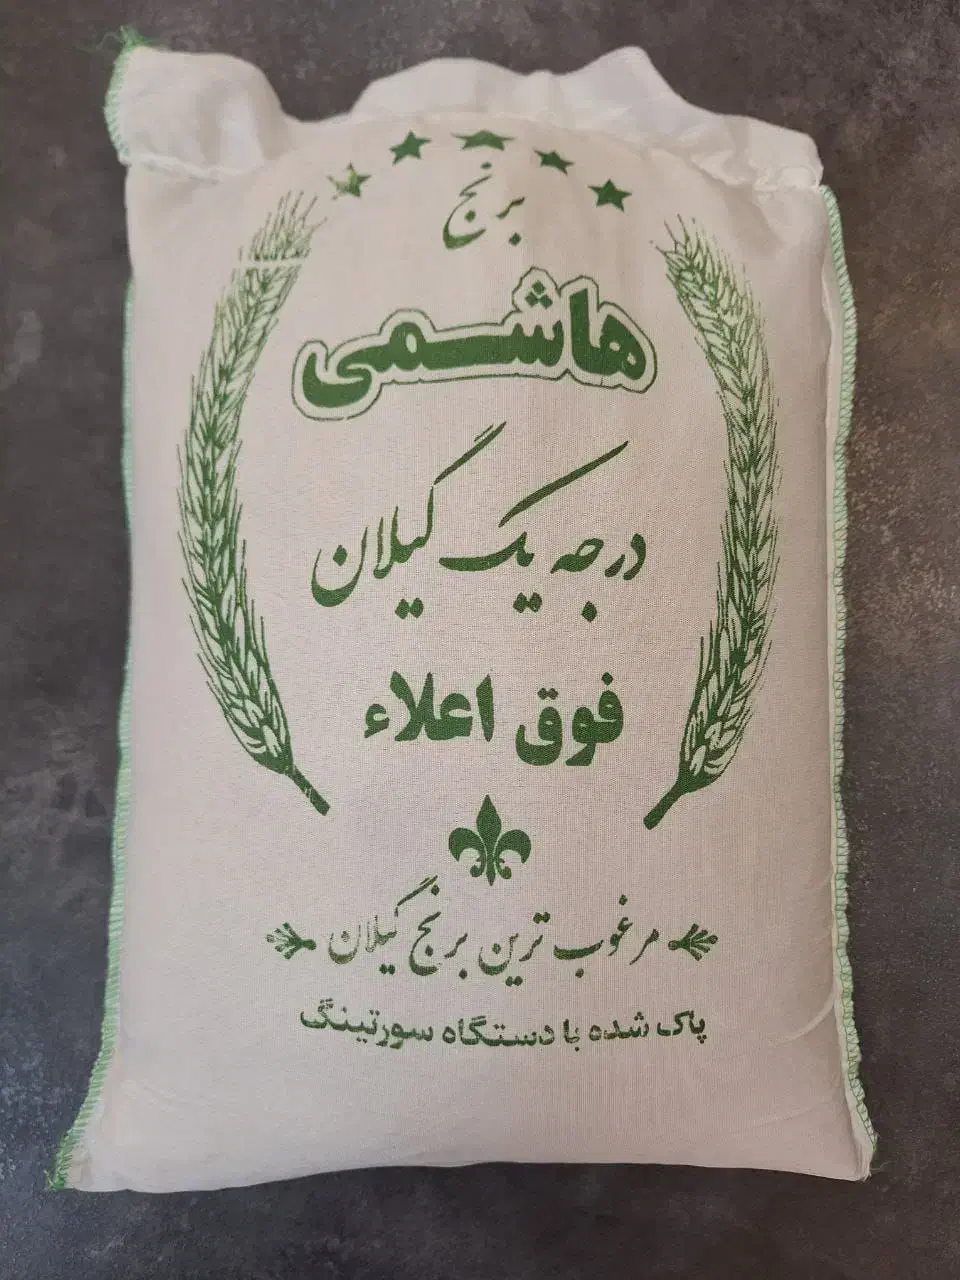 برنج
هاشمی
درجه یک گیلان
فوق اعلاء
مرغوب ترین برنج گیلان
پاک شده با دستگاه سورتینگ